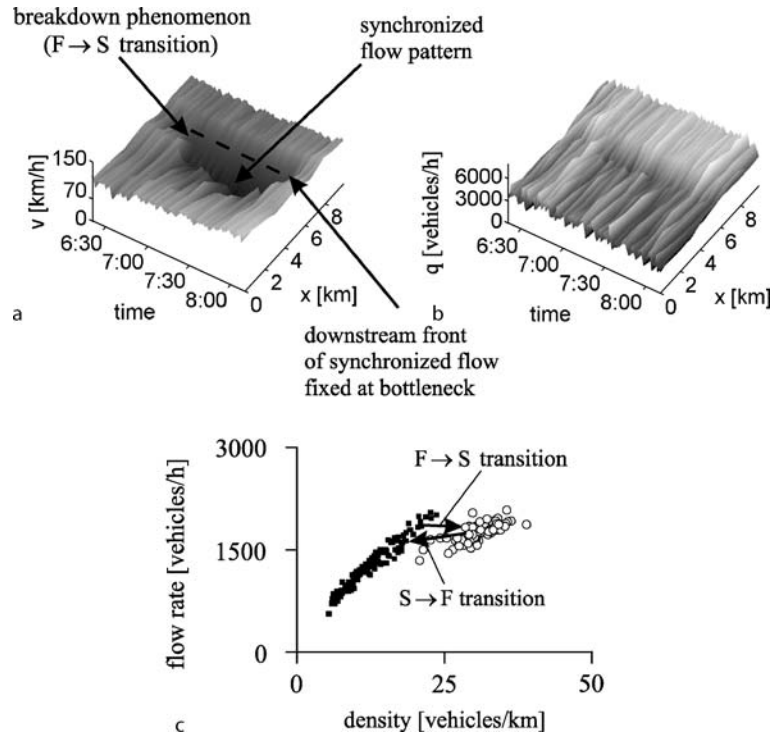 breakdown phenomenon
(F → S transition)
synchronized
flow pattern
v [km/h]
150
70
0
6:30
7:00
7:30
8:00
time
0
2
4
6
8
x [km]
a
q [vehicles/h]
6000
3000
0
6:30
7:00
7:30
8:00
time
0
2
4
6
8
x [km]
b
downstream front
of synchronized flow
fixed at bottleneck
flow rate [vehicles/h]
3000
1500
0
F → S transition
S → F transition
0
25
50
density [vehicles/km]
c